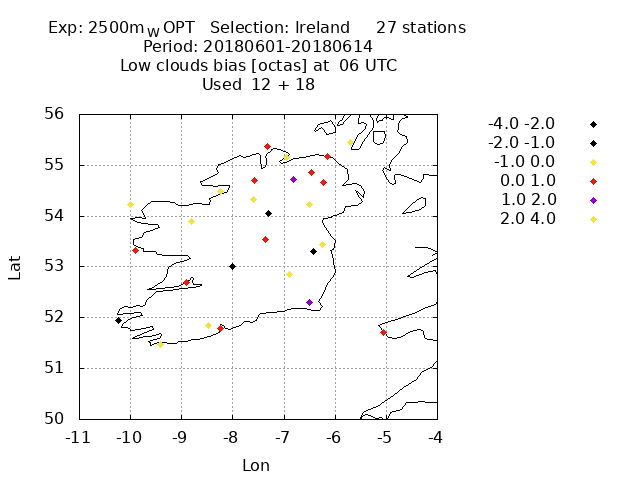 Exp: 2500m_W OPT   Selection: Ireland     27 stations
Period: 20180601-20180614
Low clouds bias [octas] at  06 UTC
Used  12 + 18
-4.0 -2.0
-2.0 -1.0
-1.0 0.0
0.0 1.0
1.0 2.0
2.0 4.0
56
55
54
53
52
51
50
Lat
-11 -10 -9 -8 -7 -6 -5 -4
Lon